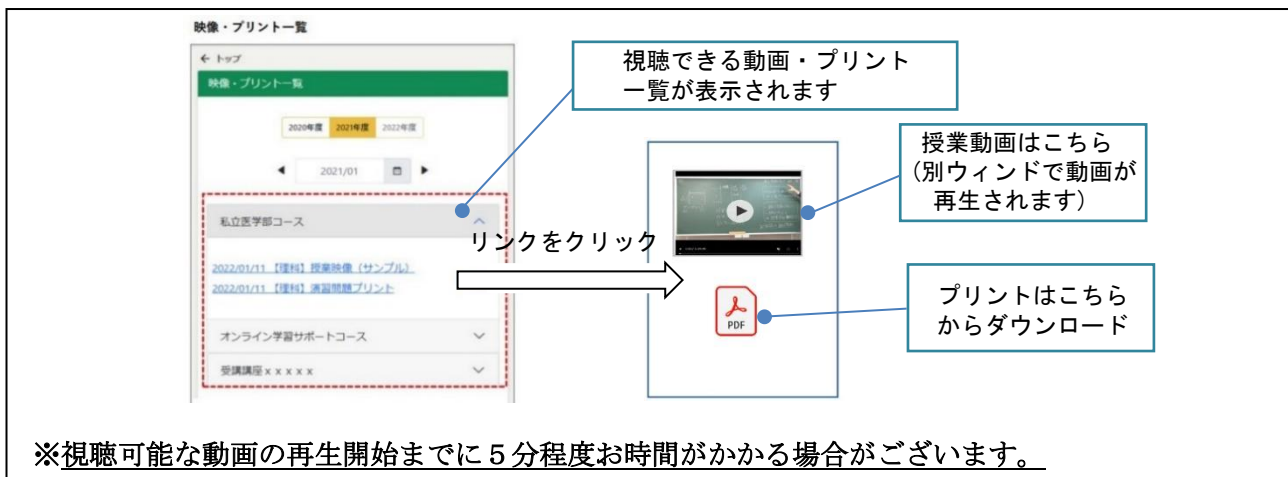 映像・プリント一覧
← トップ
映像・プリント一覧
2020年度 2021年度 2022年度
2021/01
私立医学部コース
2022/01/11 【理科】授業映像（サンプル）
2022/01/11 【理科】演習問題プリント
オンライン学習サポートコース
受講講座ｘｘｘｘｘ
視聴できる動画・プリント
一覧が表示されます
リンクをクリック
授業動画はこちら
（別ウィンドで動画が
再生されます）
PDF
プリントはこちら
からダウンロード
※視聴可能な動画の再生開始までに５分程度お時間がかかる場合がございます。